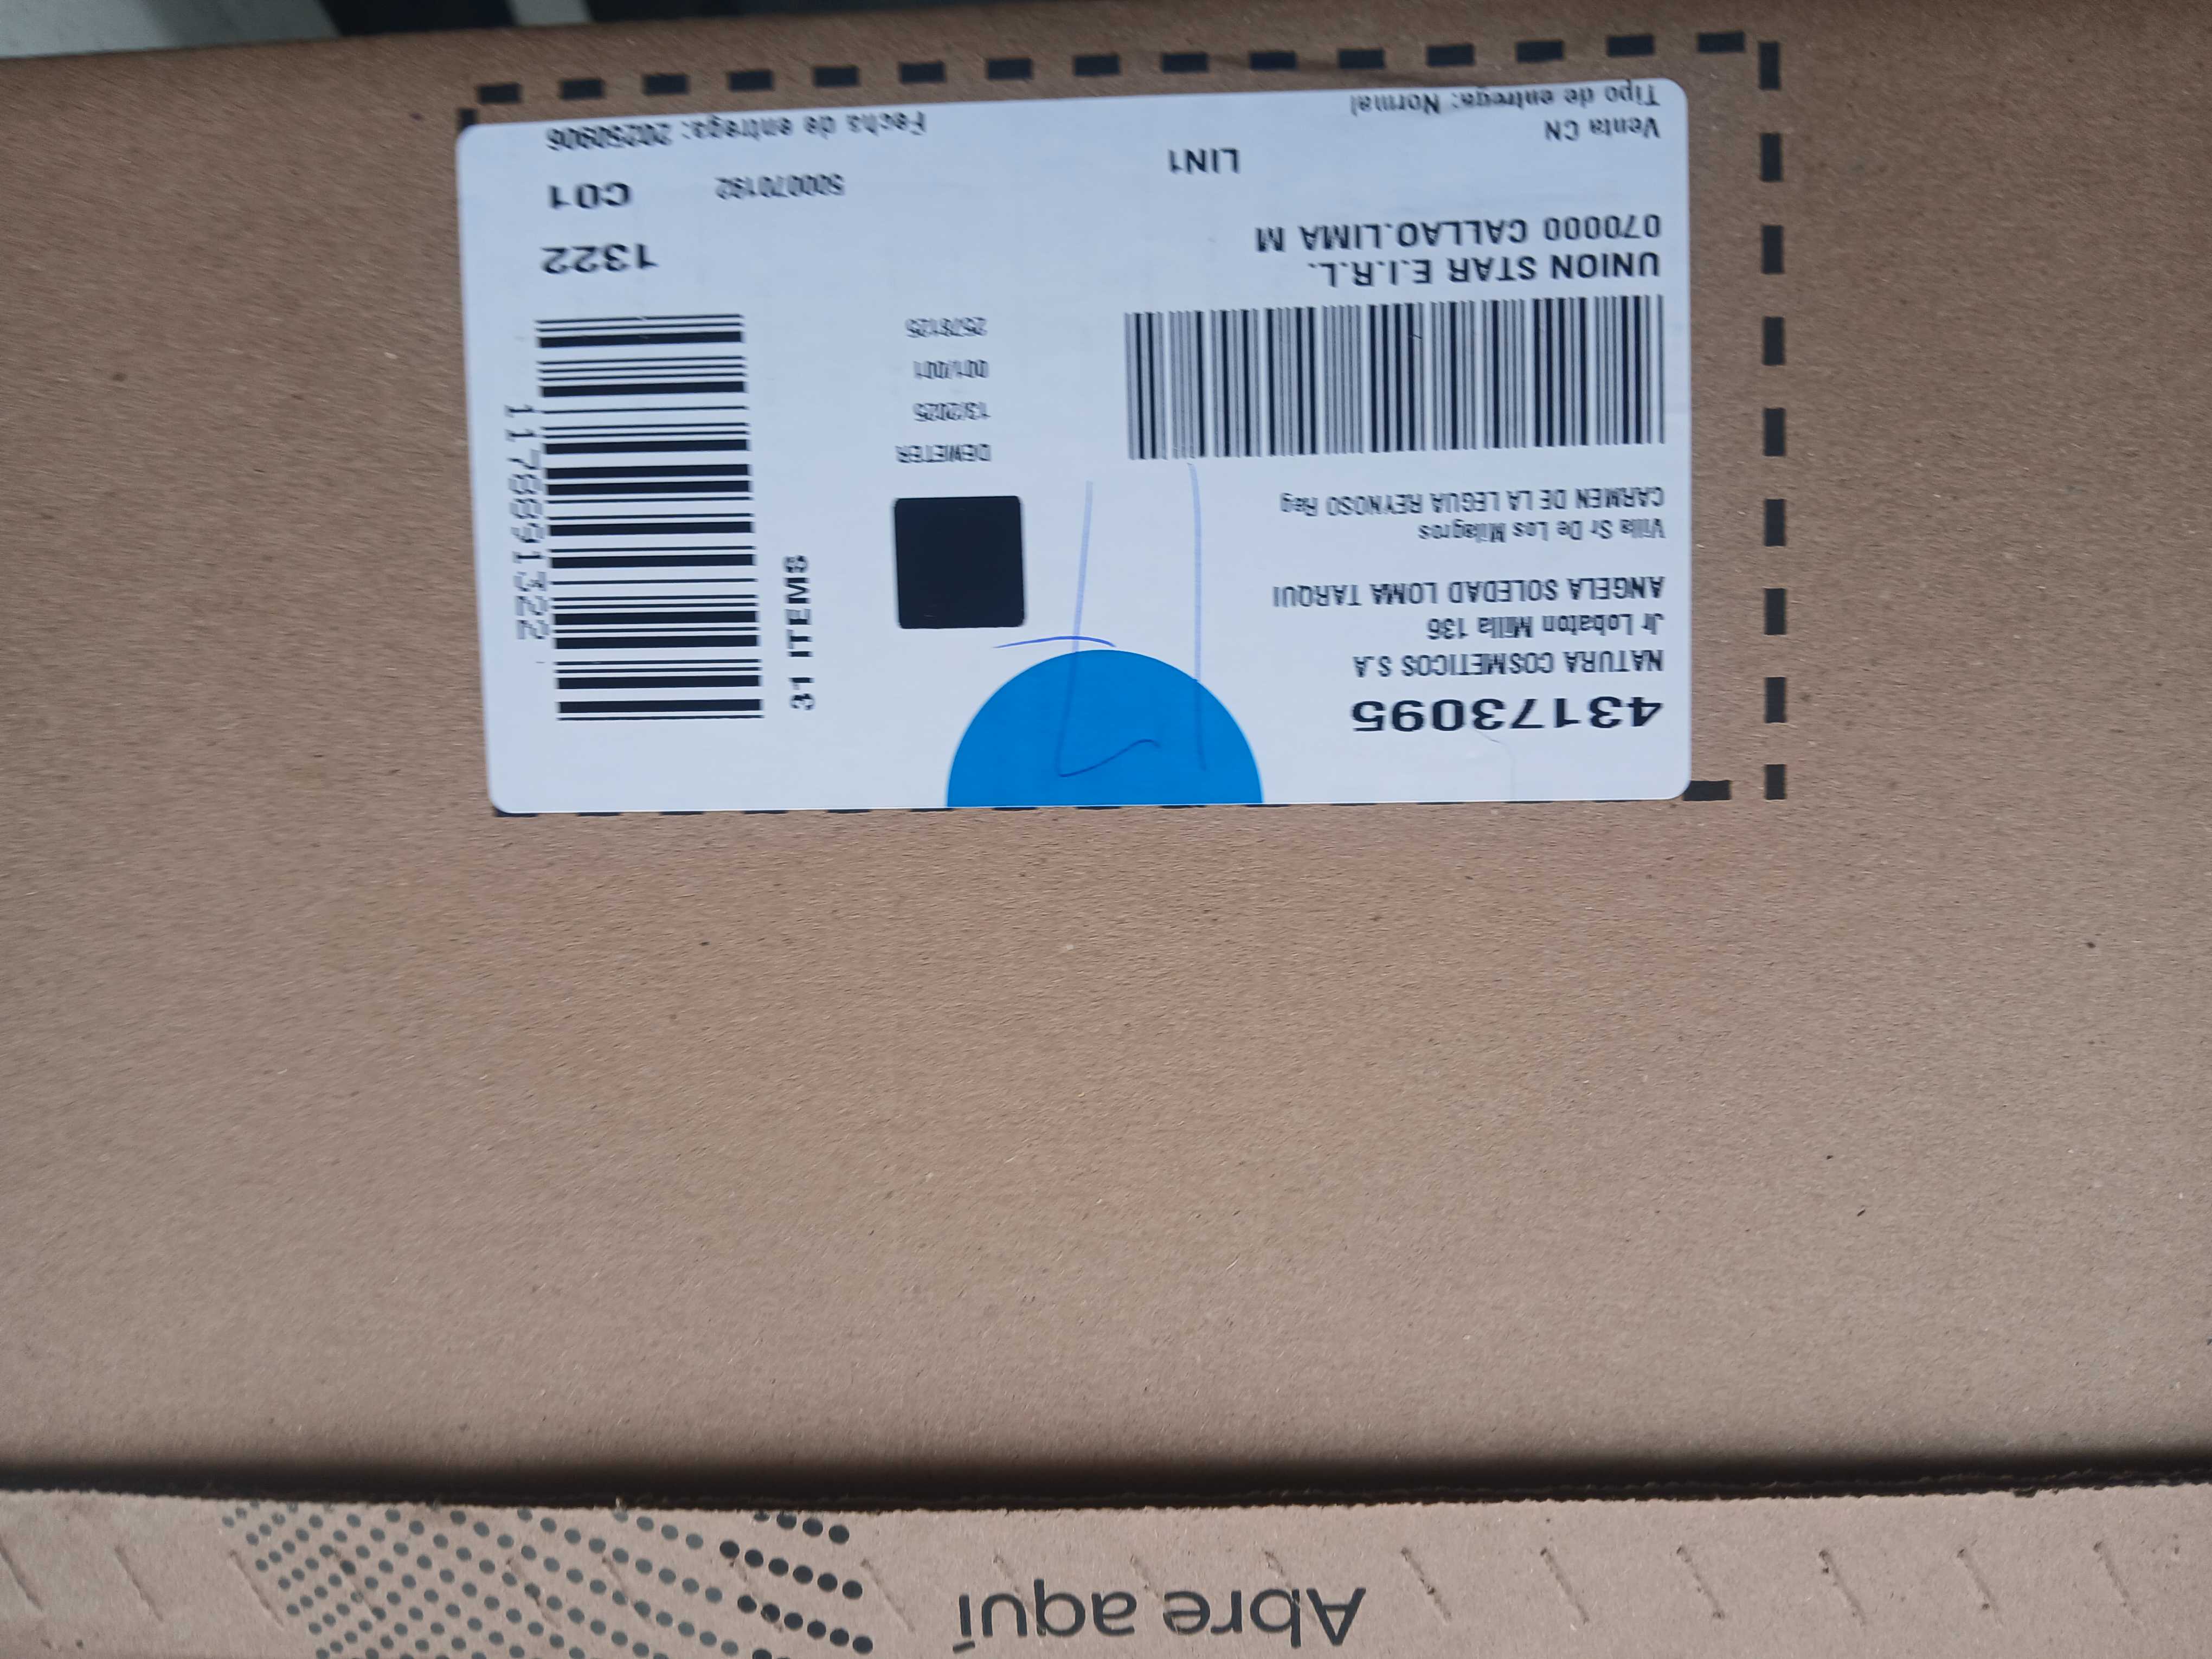 43173095
NATURA COSMETICOS S.A
Jr Lobaton Milla 136
ANGELA SOLEDAD LOMA TARQUI
Villa Sr De Los Milagros
CARMEN DE LA LEGUA REYNOSO Reg
UNION STAR E.I.R.L.
070000 CALLAO.LIMA M
LIN1
Venta CN
Tipo de entrega: Normal
DEMETER
13/2025
001/001
2578125
31 ITEMS
1178891322
1322
500070192
C01
Fecha de entrega: 20250906
Abre aquí